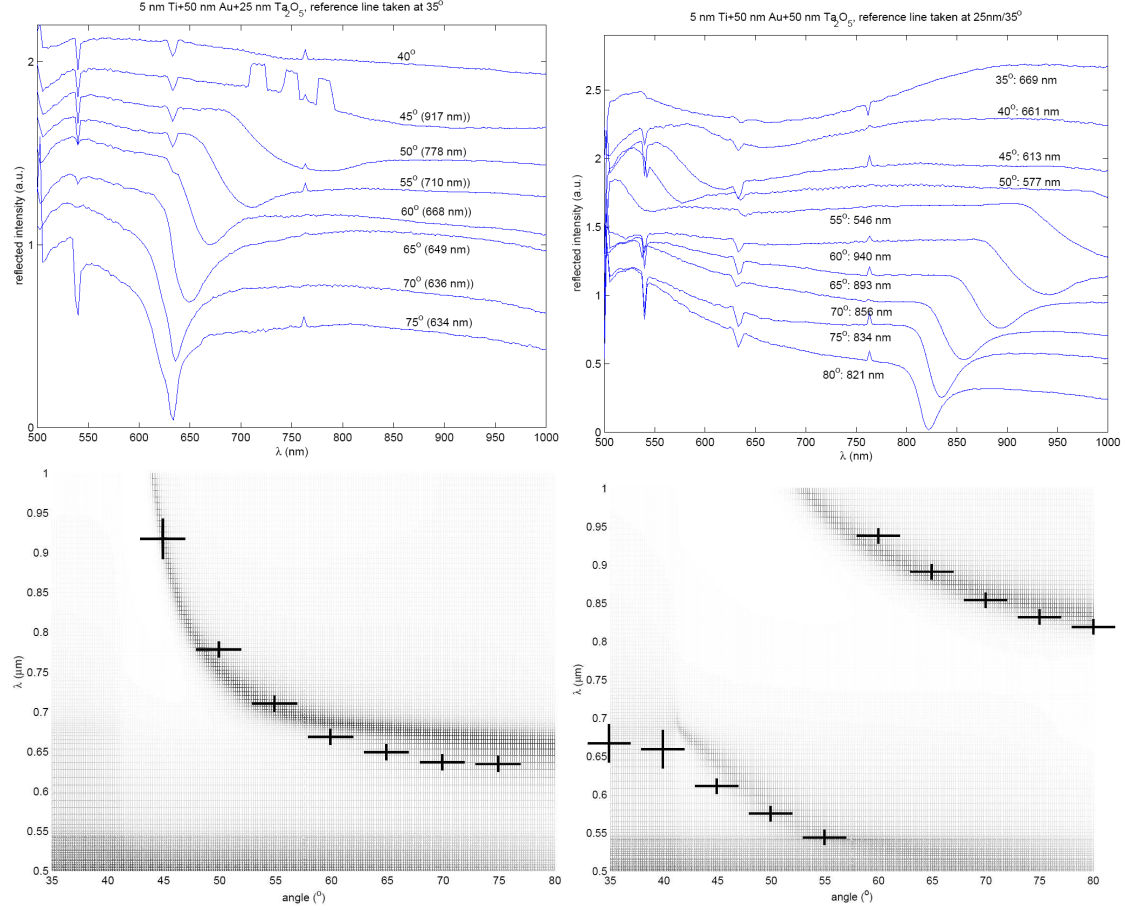 5 nm Ti+50 nm Au+25 nm Ta2O5, reference line taken at 35o
reflected intensity (a.u.)
2
1
0
40o
45o (917 nm))
50o (778 nm))
55o (710 nm))
60o (668 nm))
65o (649 nm)
70o (636 nm))
75o (634 nm)
500 550 600 650 700 750 800 850 900 950 1000
λ (nm)
5 nm Ti+50 nm Au+50 nm Ta2O5, reference line taken at 25nm/35o
reflected intensity (a.u.)
2.5
2
1.5
1
0.5
0
35o: 669 nm
40o: 661 nm
45o: 613 nm
50o: 577 nm
55o: 546 nm
60o: 940 nm
65o: 893 nm
70o: 856 nm
75o: 834 nm
80o: 821 nm
500 550 600 650 700 750 800 850 900 950 1000
λ (nm)
λ (μm)
1
0.95
0.9
0.85
0.8
0.75
0.7
0.65
0.6
0.55
0.5
35 40 45 50 55 60 65 70 75 80
angle (o)
λ (μm)
1
0.95
0.9
0.85
0.8
0.75
0.7
0.65
0.6
0.55
0.5
35 40 45 50 55 60 65 70 75 80
angle (o)